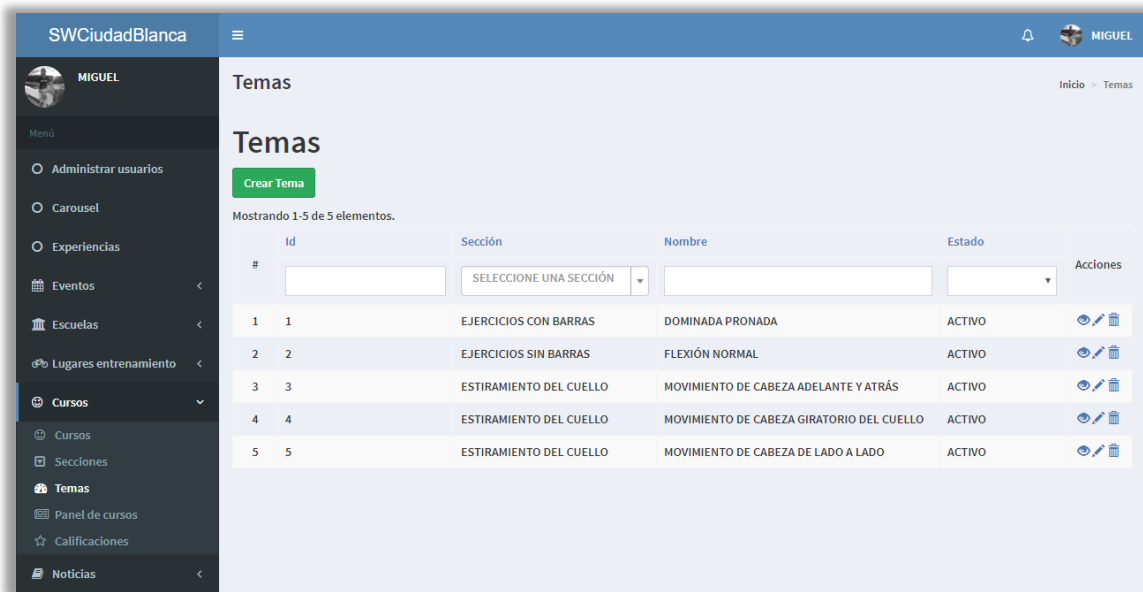 SWCiudadBlanca
MIGUEL
MIGUEL
Menú
Administrar usuarios
Carousel
Experiencias
Eventos
Escuelas
Lugares entrenamiento
Cursos
Cursos
Secciones
Temas
Panel de cursos
Calificaciones
Noticias
Temas
Inicio > Temas
Temas
Crear Tema
Mostrando 1-5 de 5 elementos.
# Id Sección Nombre Estado Acciones
SELECCIONE UNA SECCIÓN
1 1 EJERCICIOS CON BARRAS DOMINADA PRONADA ACTIVO
2 2 EJERCICIOS SIN BARRAS FLEXIÓN NORMAL ACTIVO
3 3 ESTIRAMIENTO DEL CUELLO MOVIMIENTO DE CABEZA ADELANTE Y ATRÁS ACTIVO
4 4 ESTIRAMIENTO DEL CUELLO MOVIMIENTO DE CABEZA GIRATORIO DEL CUELLO ACTIVO
5 5 ESTIRAMIENTO DEL CUELLO MOVIMIENTO DE CABEZA DE LADO A LADO ACTIVO